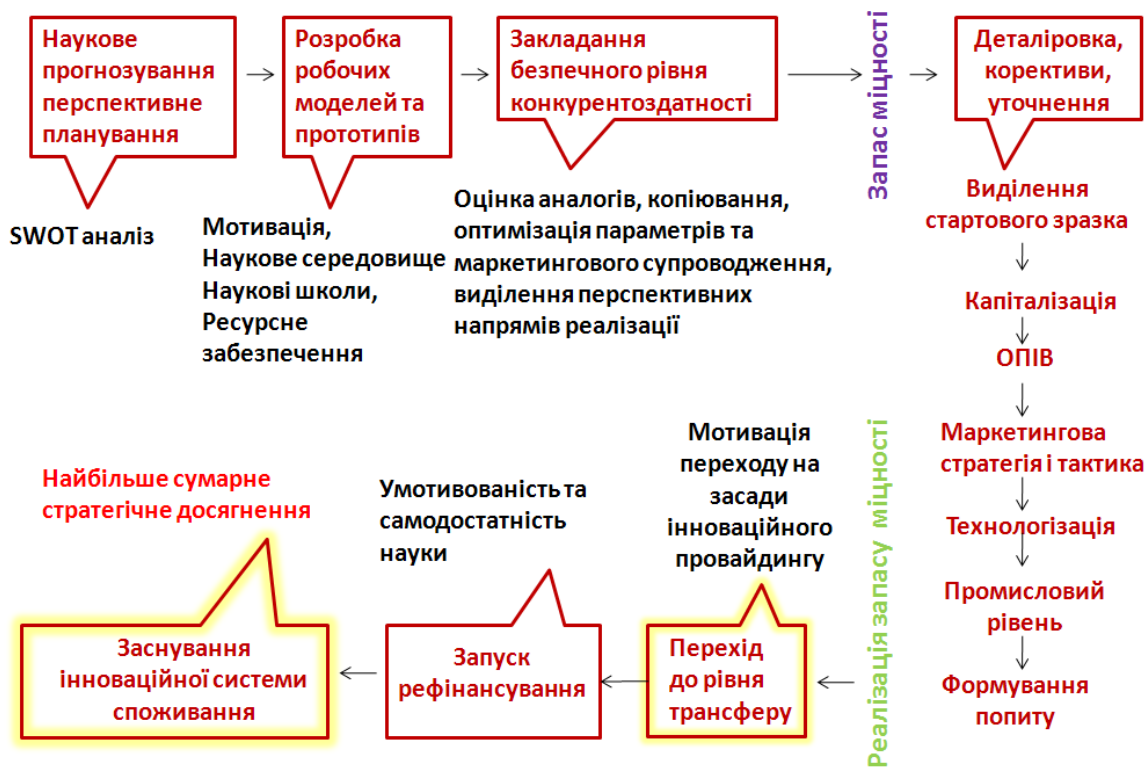 Наукове
прогнозування
перспективне
планування
Розробка
робочих
моделей та
прототипів
Закладання
безпечного рівня
конкурентоздатності
Запас міцності
Деталіровка,
корективи,
уточнення
SWOT аналіз
Мотивація,
Наукове середовище
Наукові школи,
Ресурсне
забезпечення
Оцінка аналогів, копіювання,
оптимізація параметрів та
маркетингового супроводження,
виділення перспективних
напрямів реалізації
Виділення
стартового зразка
Капіталізація
ОПІВ
Маркетингова
стратегія і тактика
Технологізація
Промисловий
рівень
Формування
попиту
Реалізація запасу міцності
Мотивація
переходу на
засади
інноваційного
провайдингу
Перехід
до рівня
трансферу
Умотивованість та
самодостатність
науки
Запуск
рефінансування
Найбільше сумарне
стратегічне досягнення
Заснування
інноваційної системи
споживання